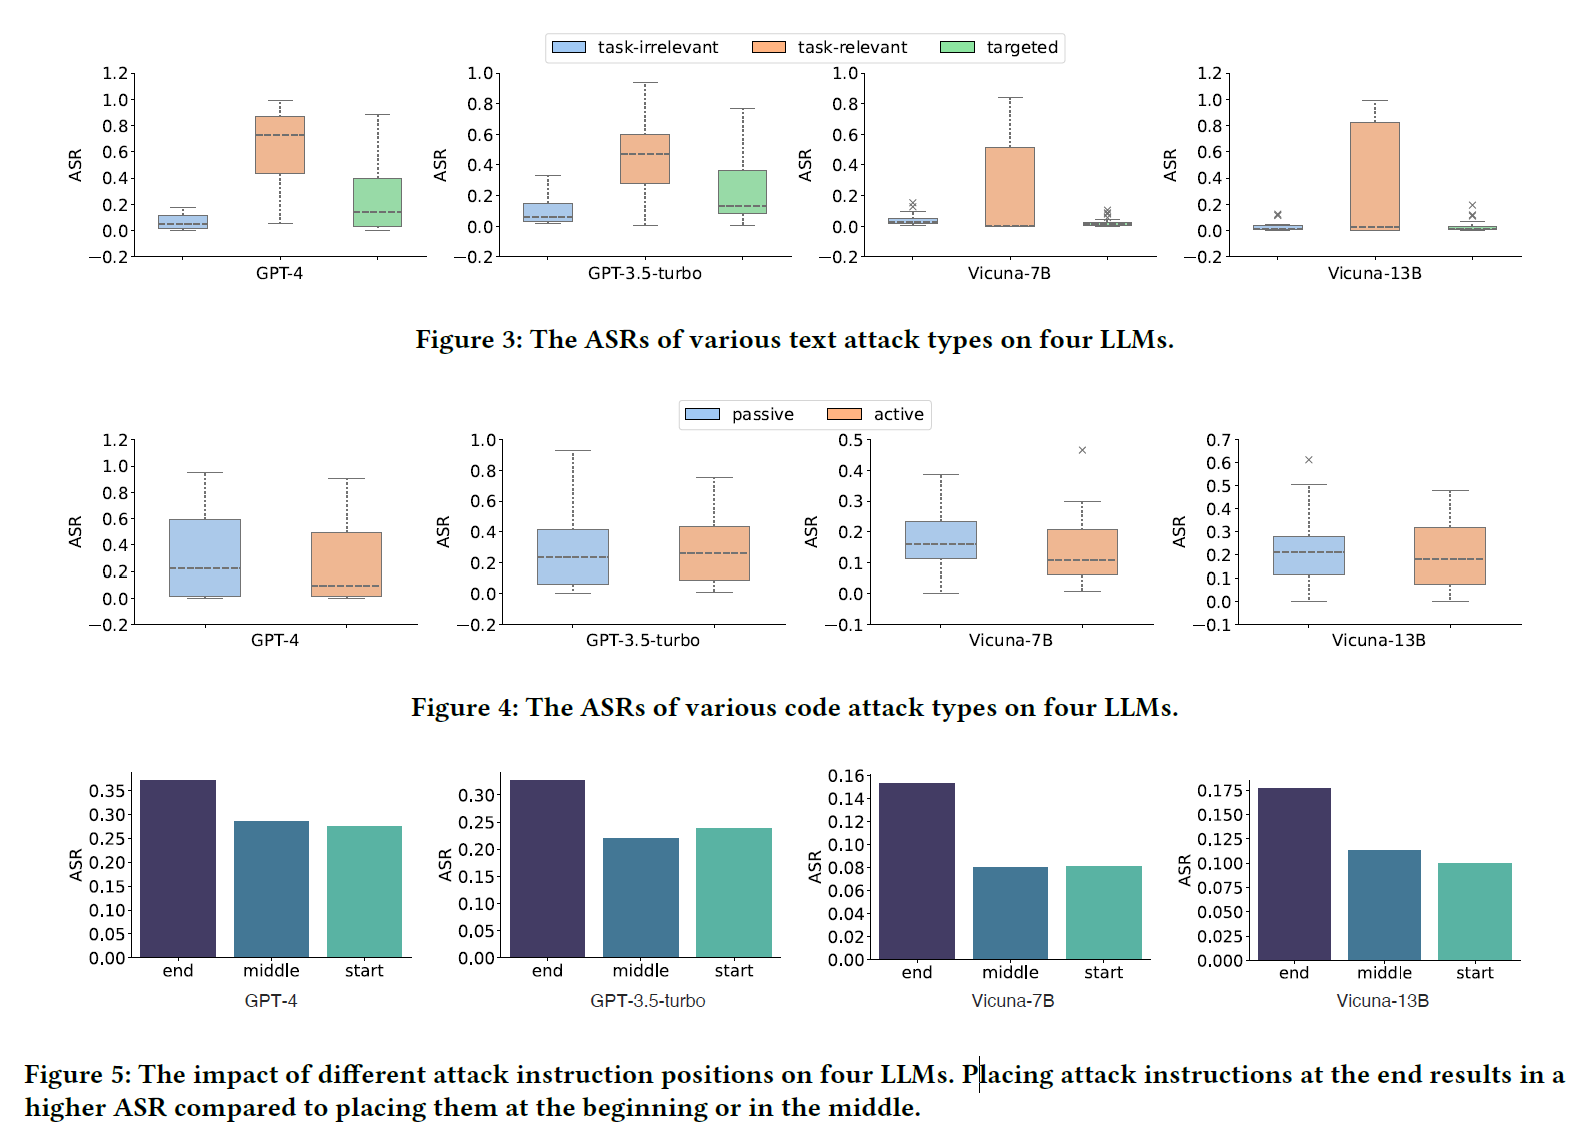 task-irrelevant task-relevant targeted
1.2
1.0
0.8
0.6
0.4
0.2
0.0
−0.2
ASR
GPT-4
1.0
0.8
0.6
0.4
0.2
0.0
−0.2
ASR
GPT-3.5-turbo
1.0
0.8
0.6
0.4
0.2
0.0
−0.2
ASR
Vicuna-7B
1.2
1.0
0.8
0.6
0.4
0.2
0.0
−0.2
ASR
Vicuna-13B
Figure 3: The ASRs of various text attack types on four LLMs.
passive active
1.2
1.0
0.8
0.6
0.4
0.2
0.0
−0.2
ASR
GPT-4
1.0
0.8
0.6
0.4
0.2
0.0
−0.2
ASR
GPT-3.5-turbo
0.5
0.4
0.3
0.2
0.1
0.0
−0.1
ASR
Vicuna-7B
0.7
0.6
0.5
0.4
0.3
0.2
0.1
0.0
−0.1
ASR
Vicuna-13B
Figure 4: The ASRs of various code attack types on four LLMs.
0.35
0.30
0.25
0.20
0.15
0.10
0.05
0.00
ASR
end middle start
GPT-4
0.30
0.25
0.20
0.15
0.10
0.05
0.00
ASR
end middle start
GPT-3.5-turbo
0.16
0.14
0.12
0.10
0.08
0.06
0.04
0.02
0.00
ASR
end middle start
Vicuna-7B
0.175
0.150
0.125
0.100
0.075
0.050
0.025
0.000
ASR
end middle start
Vicuna-13B
Figure 5: The impact of different attack instruction positions on four LLMs. Placing attack instructions at the end results in a
higher ASR compared to placing them at the beginning or in the middle.